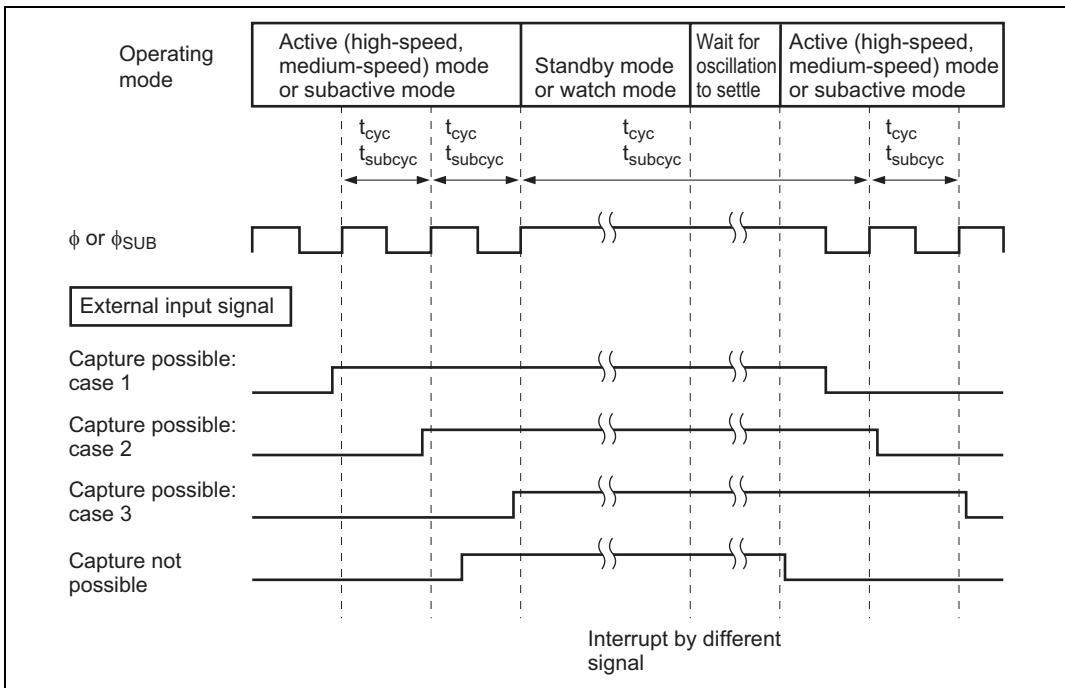 Operating
mode
Active (high-speed,
medium-speed) mode
or subactive mode
Standby mode
or watch mode
Wait for
oscillation
to settle
Active (high-speed,
medium-speed) mode
or subactive mode
tcyc
tsubcyc
tcyc
tsubcyc
tcyc
tsubcyc
tcyc
tsubcyc
ϕ or ϕSUB
External input signal
Capture possible:
case 1
Capture possible:
case 2
Capture possible:
case 3
Capture not
possible
Interrupt by different
signal